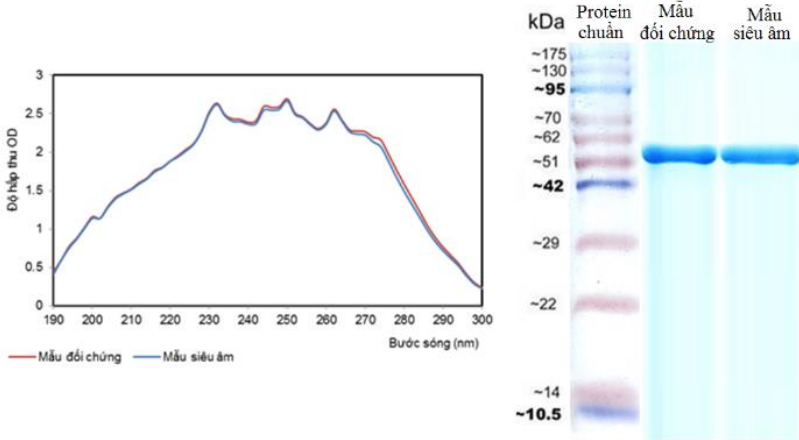 3
2.5
2
1.5
1
0.5
0
Độ hấp thu OD
190 200 210 220 230 240 250 260 270 280 290 300
Bước sóng (nm)
Mẫu đối chứng Mẫu siêu âm
kDa
Protein
chuẩn
Mẫu
đối chứng
Mẫu
siêu âm
~175
~130
~95
~70
~62
~51
~42
~29
~22
~14
~10.5